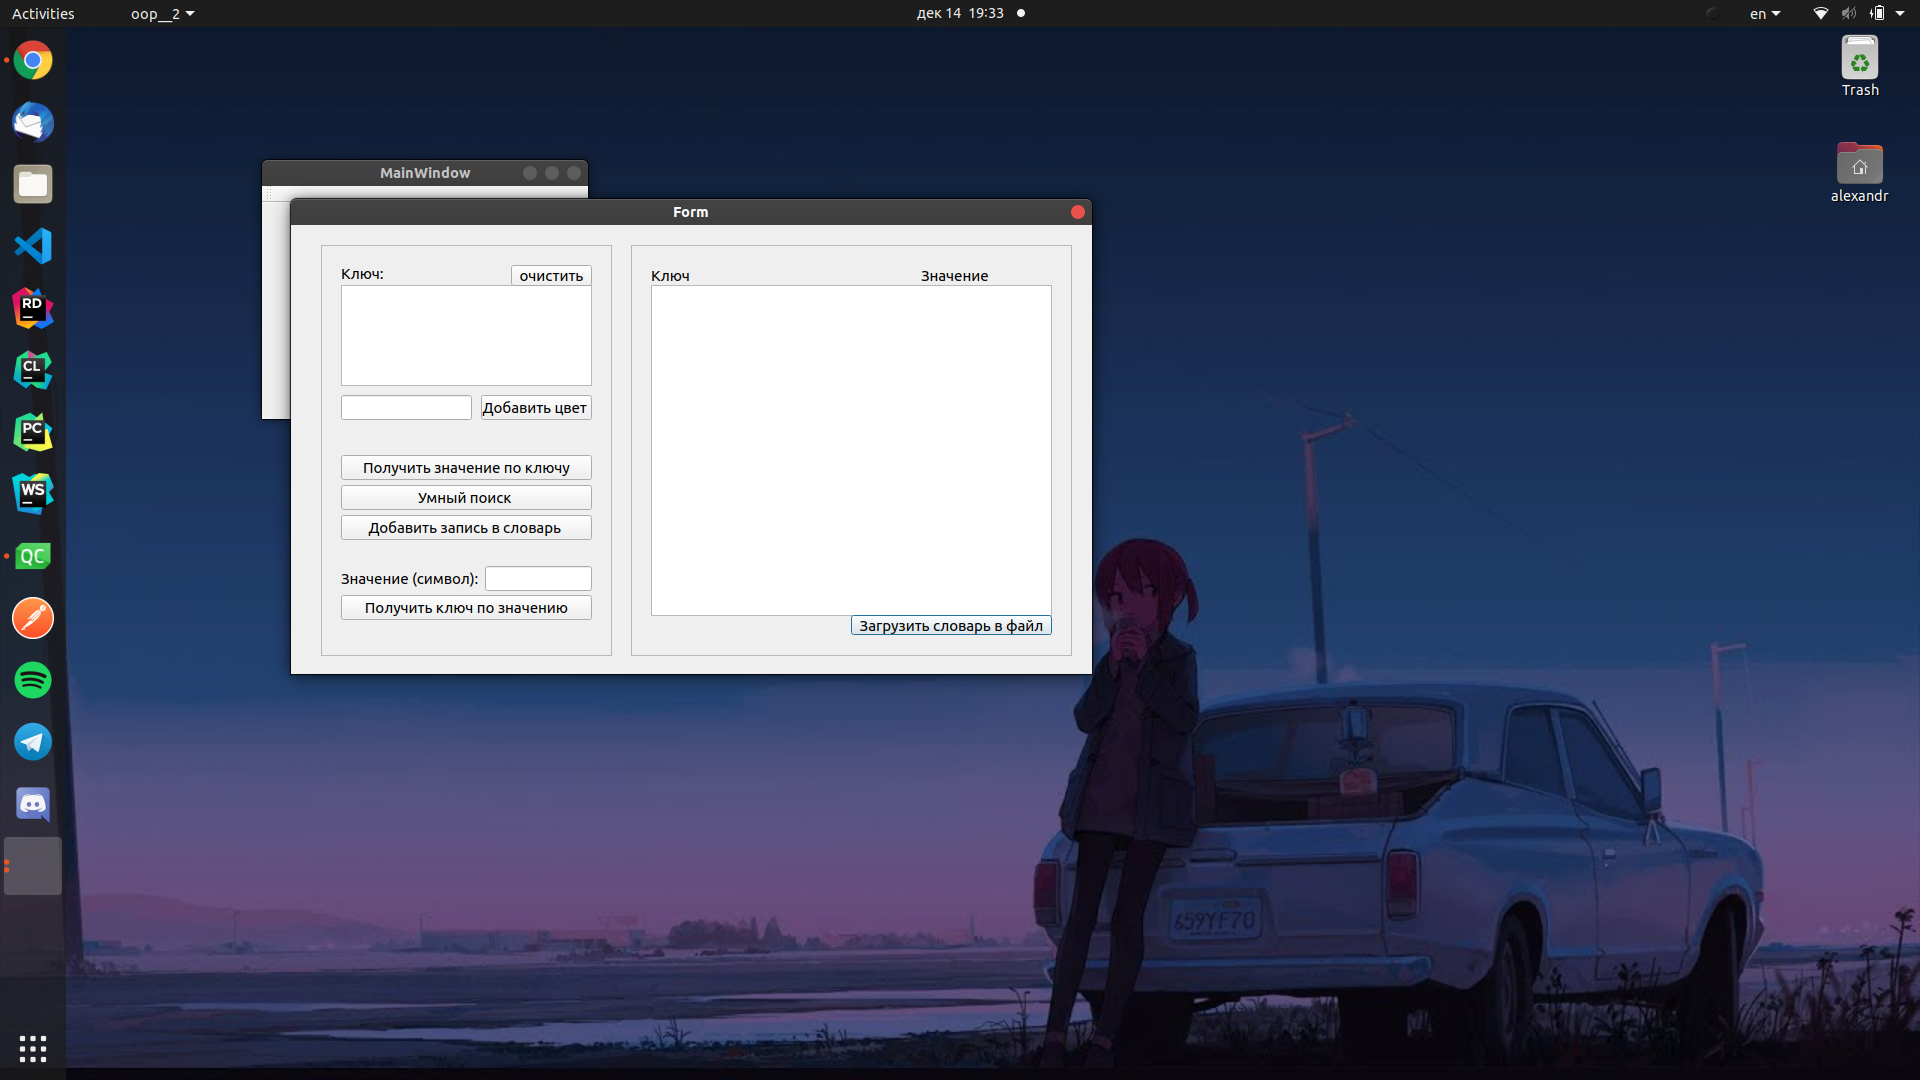 Activities
oop__2
дек 14 19:33
en
Trash
alexandr
MainWindow
Form
Ключ:
очистить
Добавить цвет
Получить значение по ключу
Умный поиск
Добавить запись в словарь
Значение (символ):
Получить ключ по значению
Ключ
Значение
Загрузить словарь в файл
RD
CL
PC
WS
QC
659YF70